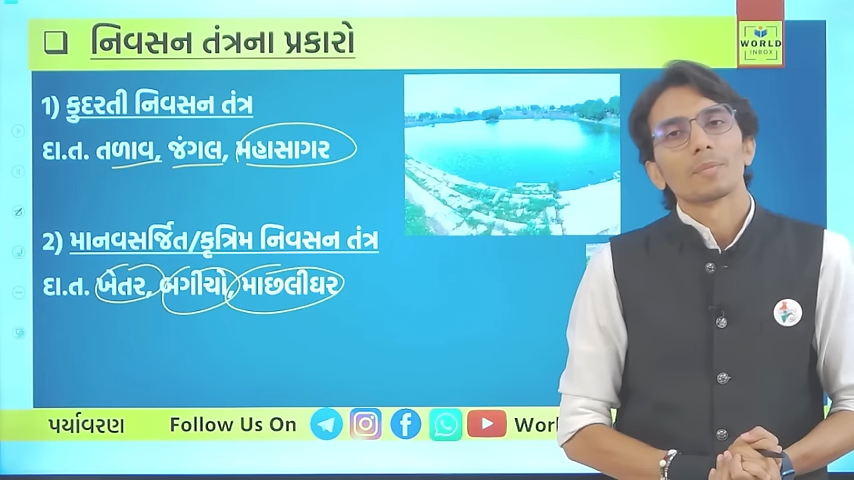 ❑ નિવસન તંત્રના પ્રકારો
WORLD
INBOX
1) કુદરતી નિવસન તંત્ર
દા.ત. તળાવ, જંગલ, મહાસાગર
2) માનવસર્જિત/કૃત્રિમ નિવસન તંત્ર
દા.ત. ખેતર, બગીચો, માછલીઘર
પર્યાવરણ Follow Us On